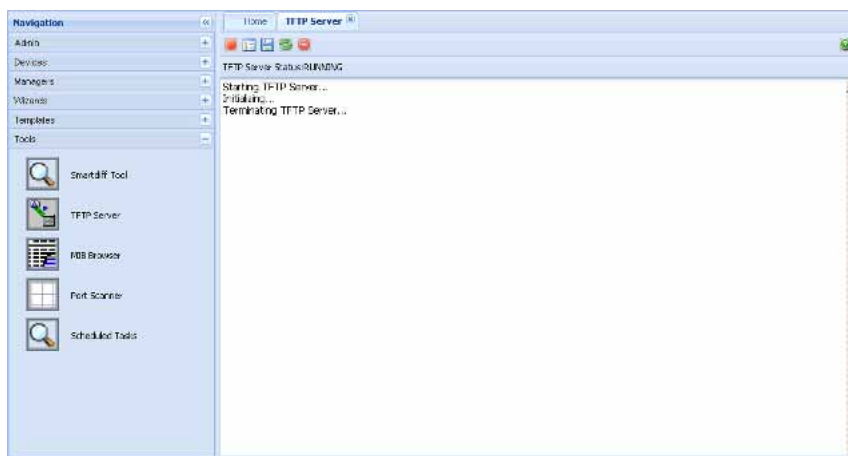 Navigation
Admin
Devices
Managers
Wizards
Templates
Tools
Smartdiff Tool
TFTP Server
MIB Browser
Port Scanner
Scheduled Tasks
Home
TFTP Server
TFTP Server Status:RUNNING
Starting TFTP Server...
Initializing...
Terminating TFTP Server...